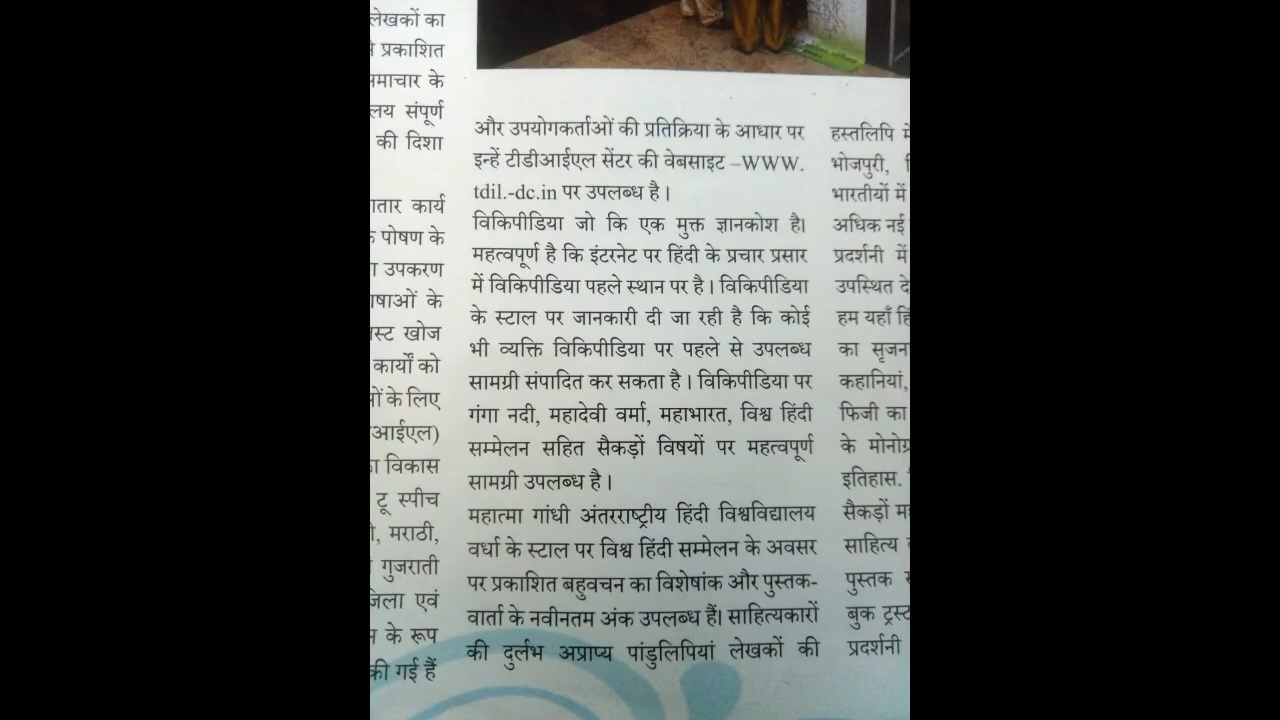 लेखकों का
प्रकाशित
समाचार के
संपूर्ण
की दिशा
कार्य
पोषण के
उपकरण
के
खोज
कार्यों को
के लिए
आईएल)
विकास
टू स्पीच
मराठी,
गुजराती
एवं
के रूप
की गई हैं
और उपयोगकर्ताओं की प्रतिक्रिया के आधार पर
इन्हें टीडीआईएल सेंटर की वेबसाइट –WWW.
tdil.-dc.in पर उपलब्ध है।
विकिपीडिया जो कि एक मुक्त ज्ञानकोश है।
महत्वपूर्ण है कि इंटरनेट पर हिंदी के प्रचार प्रसार
में विकिपीडिया पहले स्थान पर है। विकिपीडिया
के स्टाल पर जानकारी दी जा रही है कि कोई
भी व्यक्ति विकिपीडिया पर पहले से उपलब्ध
सामग्री संपादित कर सकता है। विकिपीडिया पर
गंगा नदी, महादेवी वर्मा, महाभारत, विश्व हिंदी
सम्मेलन सहित सैकड़ों विषयों पर महत्वपूर्ण
सामग्री उपलब्ध है।
महात्मा गांधी अंतरराष्ट्रीय हिंदी विश्वविद्यालय
वर्धा के स्टाल पर विश्व हिंदी सम्मेलन के अवसर
पर प्रकाशित बहुवचन का विशेषांक और पुस्तक-
वार्ता के नवीनतम अंक उपलब्ध हैं। साहित्यकारों
की दुर्लभ अप्राप्य पांडुलिपियां लेखकों की
हस्तलिपि में
भोजपुरी,
भारतीयों में
अधिक नई
प्रदर्शनी में
उपस्थित
हम यहाँ
का सृजन
कहानियां,
फिजी का
के
इतिहास.
सैकड़ों
साहित्य
पुस्तक
बुक ट्रस्ट
प्रदर्शनी